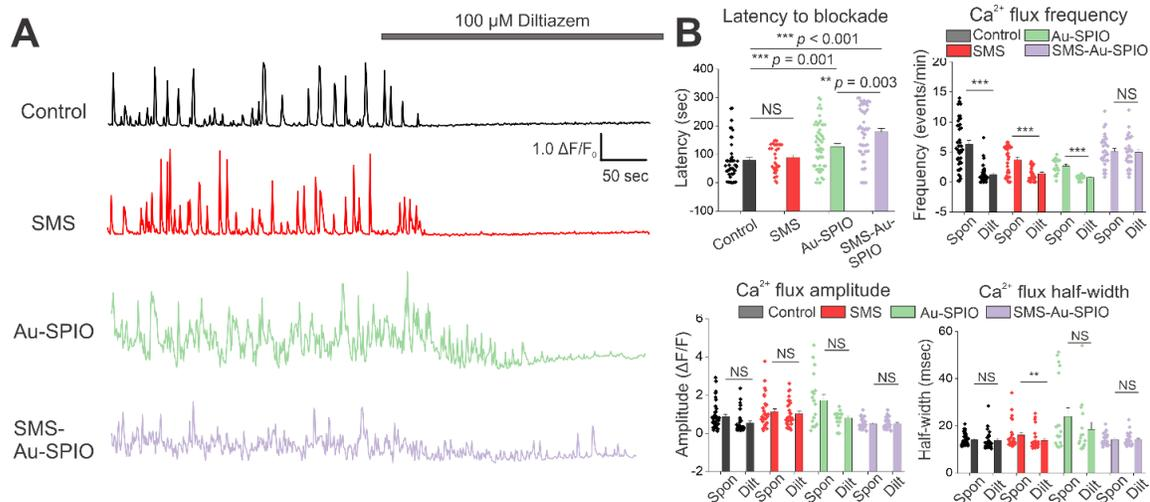 A
100 µM Diltiazem
Control
1.0 ΔF/F₀
50 sec
SMS
Au-SPIO
SMS-
Au-SPIO
B
Latency to blockade
*** p < 0.001
*** p = 0.001
** p = 0.003
NS
Latency (sec)
400
300
200
100
0
-100
Control
SMS
Au-SPIO
SMS-Au-
SPIO
Ca²⁺ flux frequency
Control
Au-SPIO
SMS
SMS-Au-SPIO
Frequency (events/min)
20
15
10
5
0
-5
***
***
***
NS
Spon
Dilt
Spon
Dilt
Spon
Dilt
Spon
Dilt
Ca²⁺ flux amplitude
Ca²⁺ flux half-width
Control
SMS
Au-SPIO
SMS-Au-SPIO
Amplitude (ΔF/F)
6
4
2
0
-2
NS
NS
NS
NS
Spon
Dilt
Spon
Dilt
Spon
Dilt
Spon
Dilt
Half-width (msec)
60
40
20
0
NS
**
NS
NS
Spon
Dilt
Spon
Dilt
Spon
Dilt
Spon
Dilt